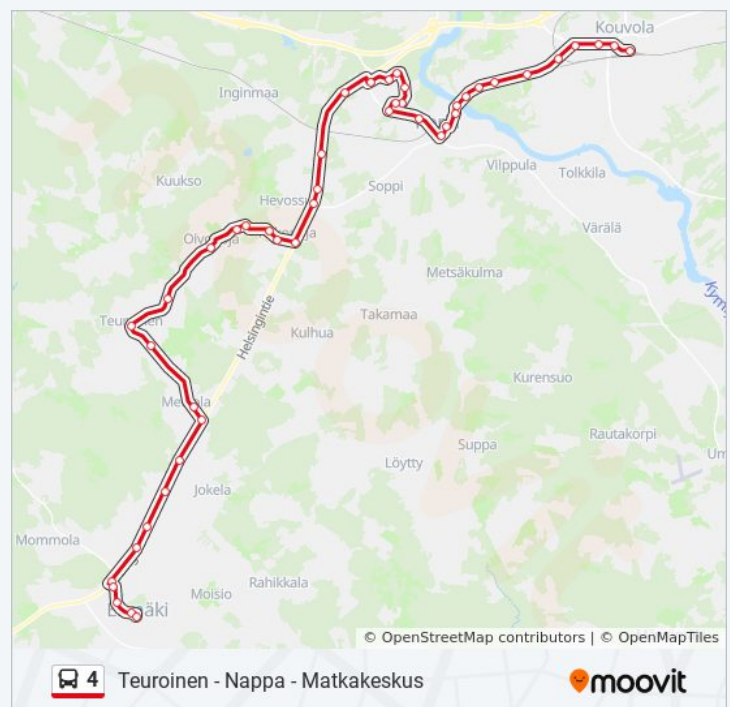 Kouvola
Inginmaa
Vilppula
Tolkkila
Kuukso
Soppi
Värälä
Metsäkulma
Takamaa
Kulhua
Helsingintie
Kurensuo
Suppa
Rautakorpi
Löytty
Jokela
Mommola
Rahikkala
Moisio
© OpenStreetMap contributors | © OpenMapTiles
4 Teuroinen - Nappa - Matkakeskus
moovit